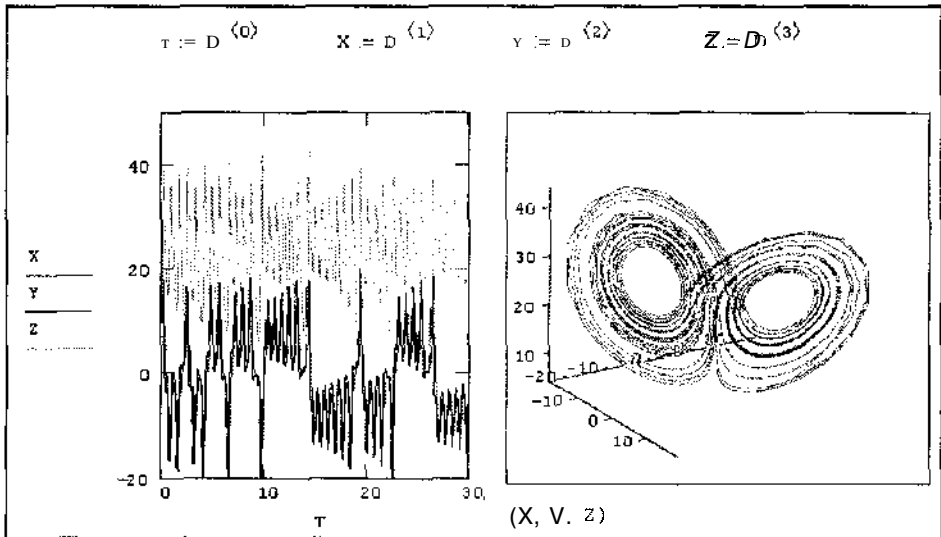 T := D ⟨0⟩ X := D ⟨1⟩ Y := D ⟨2⟩ Z := D ⟨3⟩
X
Y
Z
40
20
0
-20
0 10 20 30
T
40
30
20
10
-20 -10
-10
0
10
(X, V. Z)